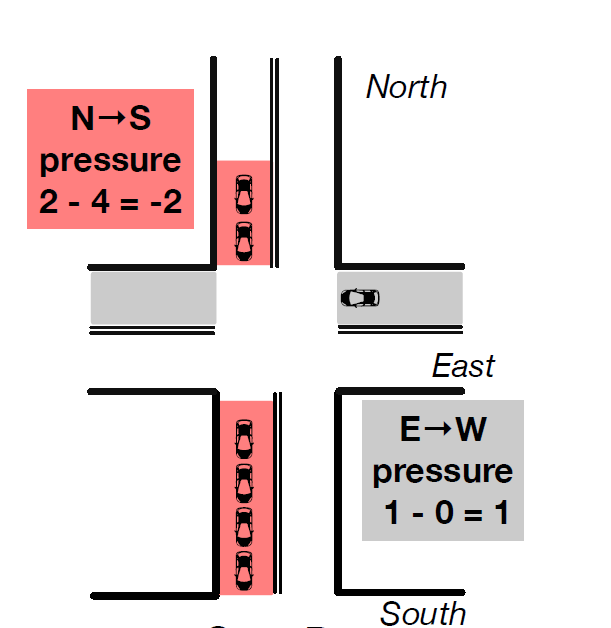 North
N→S
pressure
2 - 4 = -2
East
E→W
pressure
1 - 0 = 1
South